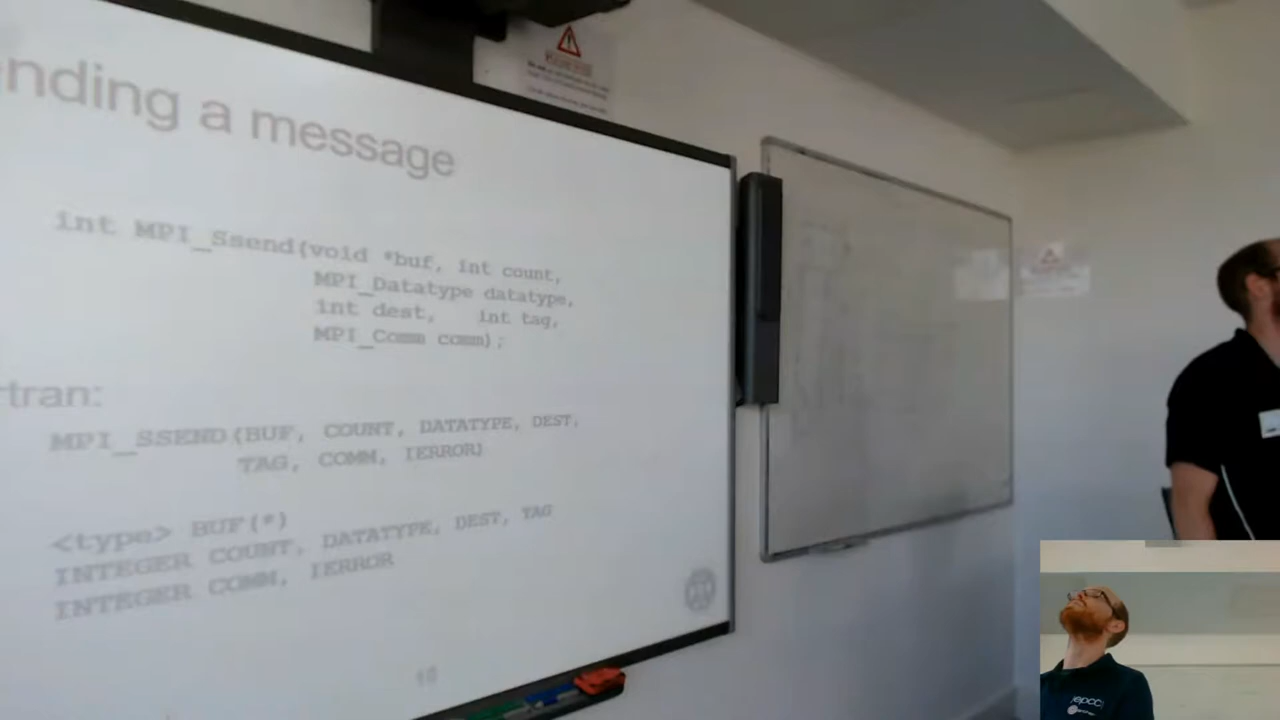 nding a message
int MPI_Ssend(void *buf, int count,
MPI_Datatype datatype,
int dest, int tag,
MPI_Comm comm);
rtran:
MPI_SSEND(BUF, COUNT, DATATYPE, DEST,
TAG, COMM, IERROR)
<type> BUF(*)
INTEGER COUNT, DATATYPE, DEST, TAG
INTEGER COMM, IERROR
epcc